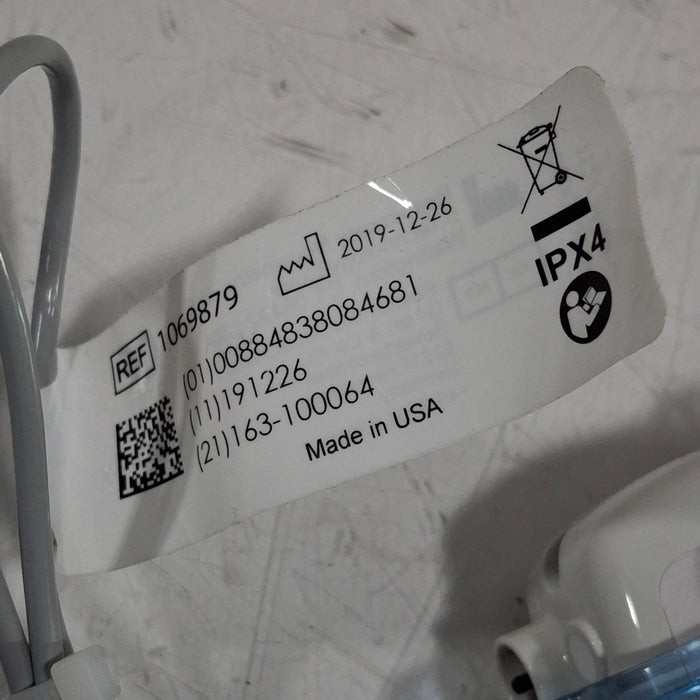 2019-12-26
REF 1069879
(01)00884838084681
(11)191226
(21)163-100064
Made in USA
IPX4